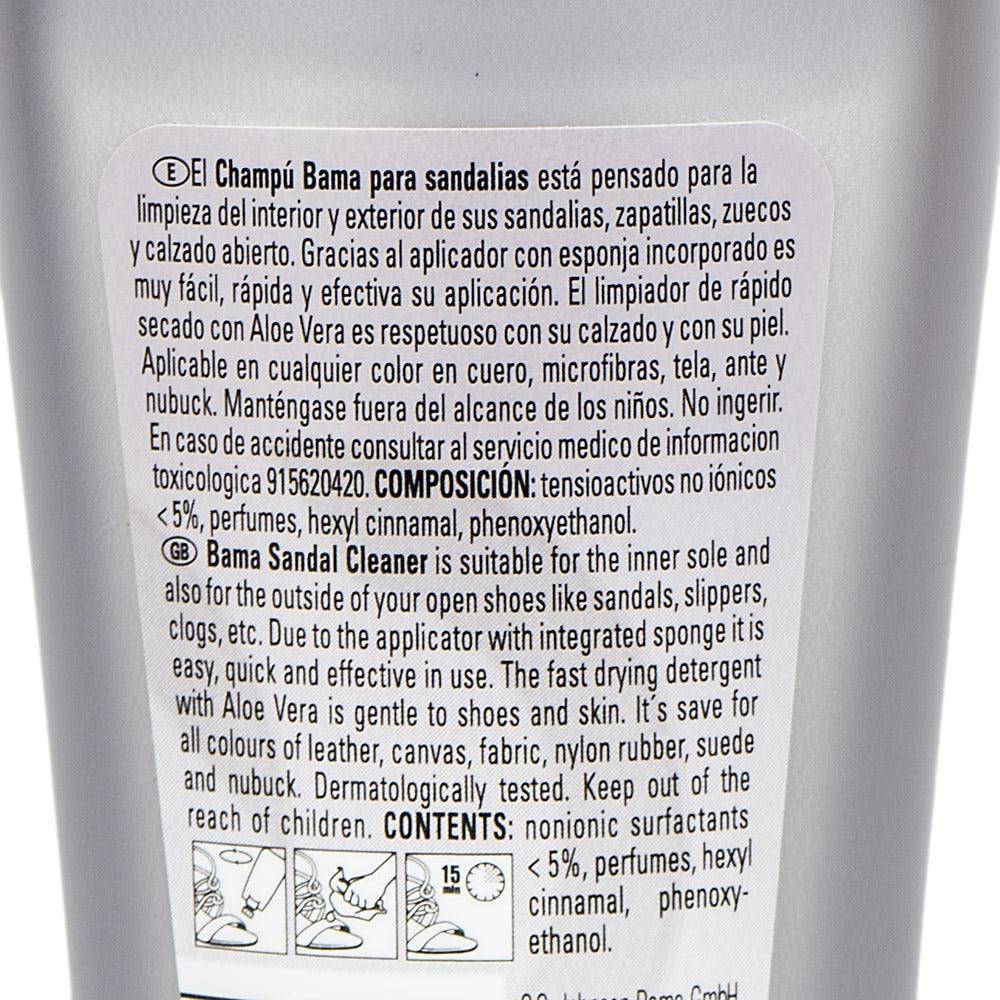 E El Champú Bama para sandalias está pensado para la
limpieza del interior y exterior de sus sandalias, zapatillas, zuecos
y calzado abierto. Gracias al aplicador con esponja incorporado es
muy fácil, rápida y efectiva su aplicación. El limpiador de rápido
secado con Aloe Vera es respetuoso con su calzado y con su piel.
Aplicable en cualquier color en cuero, microfibras, tela, ante y
nubuck. Manténgase fuera del alcance de los niños. No ingerir.
En caso de accidente consultar al servicio medico de informacion
toxicologica 915620420. COMPOSICIÓN: tensioactivos no iónicos
<5%, perfumes, hexyl cinnamal, phenoxyethanol.
GB Bama Sandal Cleaner is suitable for the inner sole and
also for the outside of your open shoes like sandals, slippers,
clogs, etc. Due to the applicator with integrated sponge it is
easy, quick and effective in use. The fast drying detergent
with Aloe Vera is gentle to shoes and skin. It´s save for
all colours of leather, canvas, fabric, nylon rubber, suede
and nubuck. Dermatologically tested. Keep out of the
reach of children. CONTENTS: nonionic surfactants
<5%, perfumes, hexyl
cinnamal, phenoxy-
ethanol.
15
min
Bama GmbH